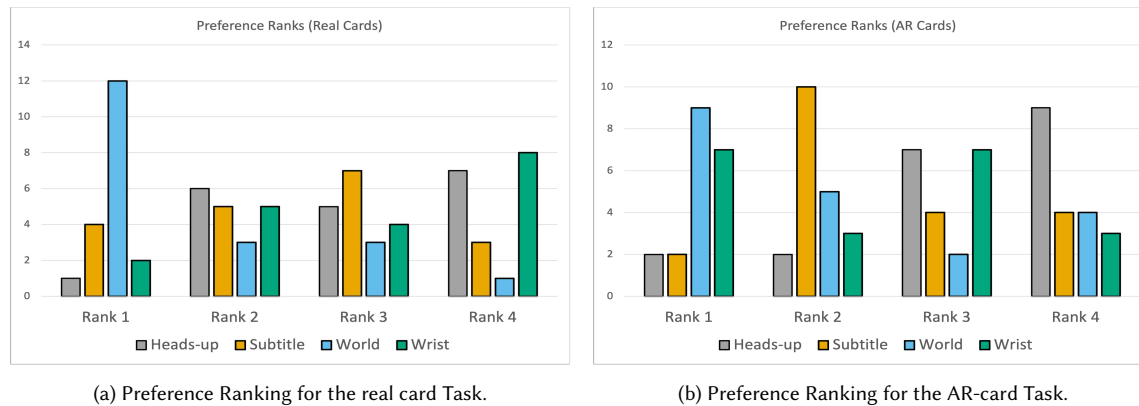 Preference Ranks (Real Cards)
14
12
10
8
6
4
2
0
Rank 1 Rank 2 Rank 3 Rank 4
Heads-up Subtitle World Wrist
(a) Preference Ranking for the real card Task.
Preference Ranks (AR Cards)
12
10
8
6
4
2
0
Rank 1 Rank 2 Rank 3 Rank 4
Heads-up Subtitle World Wrist
(b) Preference Ranking for the AR-card Task.